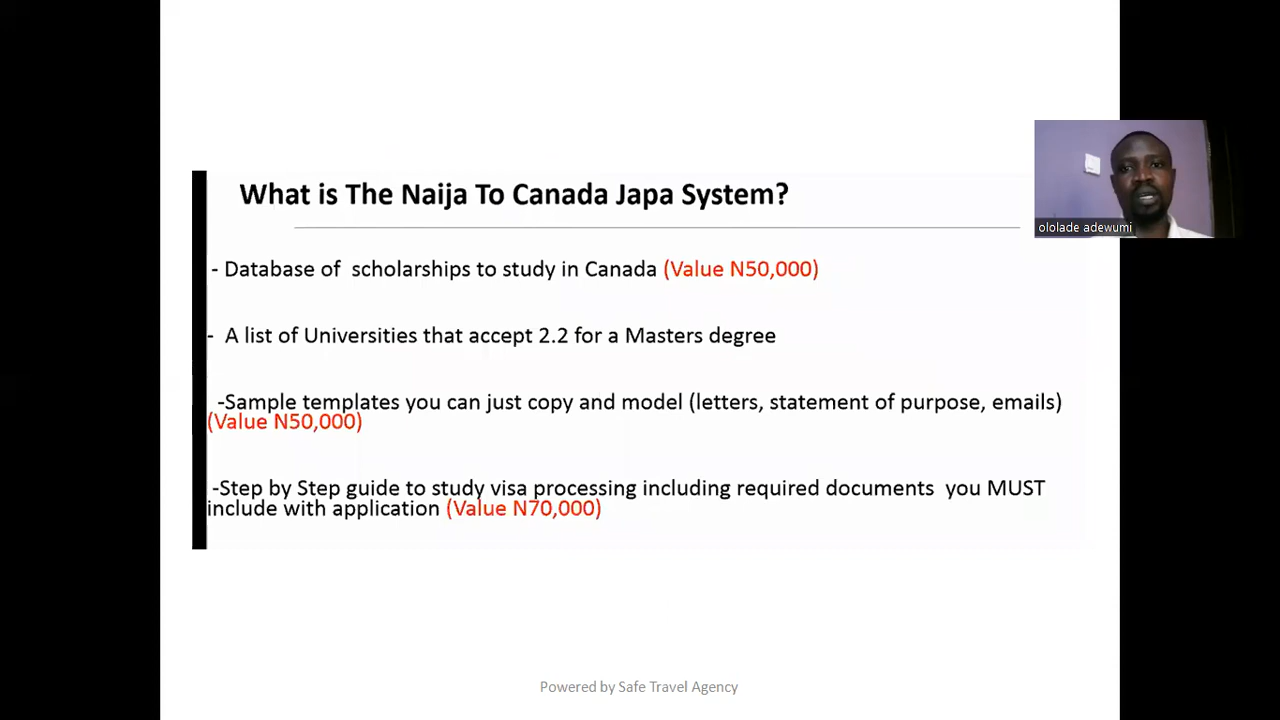 What is The Naija To Canada Japa System?
ololade adewumi
- Database of scholarships to study in Canada (Value N50,000)
- A list of Universities that accept 2.2 for a Masters degree
-Sample templates you can just copy and model (letters, statement of purpose, emails)
(Value N50,000)
-Step by Step guide to study visa processing including required documents you MUST
include with application (Value N70,000)
Powered by Safe Travel Agency